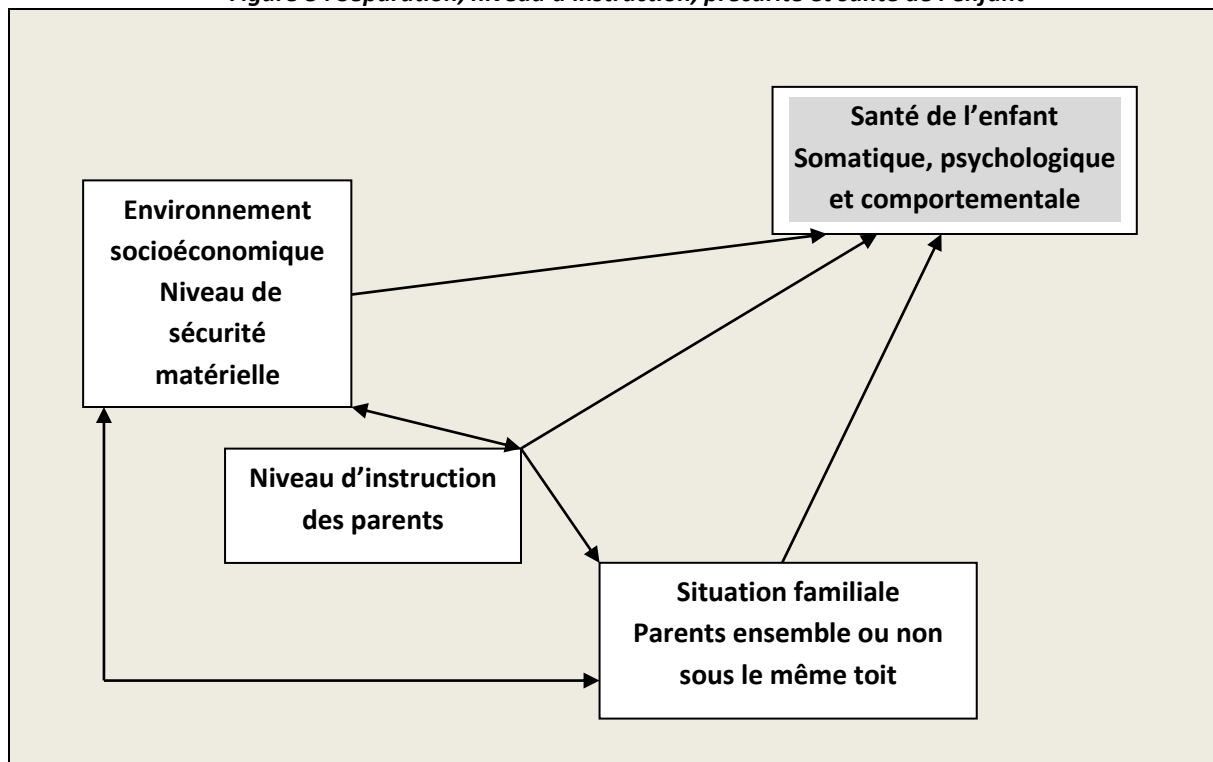 Santé de l’enfant
Somatique, psychologique
et comportementale
Environnement
socioéconomique
Niveau de
sécurité
matérielle
Niveau d’instruction
des parents
Situation familiale
Parents ensemble ou non
sous le même toit